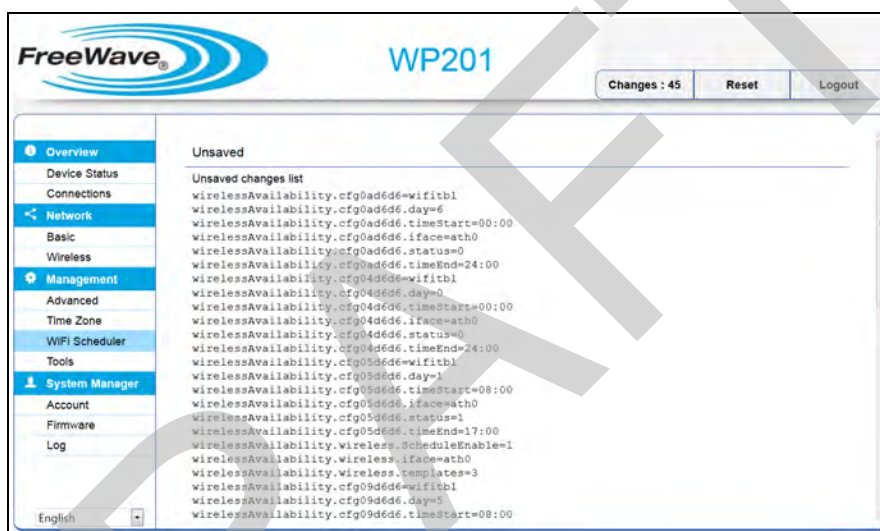 FreeWave®
WP201
Changes : 45
Reset
Logout
Overview
Device Status
Connections
Network
Basic
Wireless
Management
Advanced
Time Zone
WiFi Scheduler
Tools
System Manager
Account
Firmware
Log
English
Unsaved
Unsaved changes list
wirelessAvailability.cfg0ad6d6=wifitbl
wirelessAvailability.cfg0ad6d6.day=6
wirelessAvailability.cfg0ad6d6.timeStart=00:00
wirelessAvailability.cfg0ad6d6.iface=ath0
wirelessAvailability.cfg0ad6d6.status=0
wirelessAvailability.cfg0ad6d6.timeEnd=24:00
wirelessAvailability.cfg04d6d6=wifitbl
wirelessAvailability.cfg04d6d6.day=0
wirelessAvailability.cfg04d6d6.timeStart=00:00
wirelessAvailability.cfg04d6d6.iface=ath0
wirelessAvailability.cfg04d6d6.status=0
wirelessAvailability.cfg04d6d6.timeEnd=24:00
wirelessAvailability.cfg05d6d6=wifitbl
wirelessAvailability.cfg05d6d6.day=1
wirelessAvailability.cfg05d6d6.timeStart=08:00
wirelessAvailability.cfg05d6d6.iface=ath0
wirelessAvailability.cfg05d6d6.status=1
wirelessAvailability.cfg05d6d6.timeEnd=17:00
wirelessAvailability.wireless.ScheduleEnable=1
wirelessAvailability.wireless.iface=ath0
wirelessAvailability.wireless.templates=3
wirelessAvailability.cfg09d6d6=wifitbl
wirelessAvailability.cfg09d6d6.day=5
wirelessAvailability.cfg09d6d6.timeStart=08:00